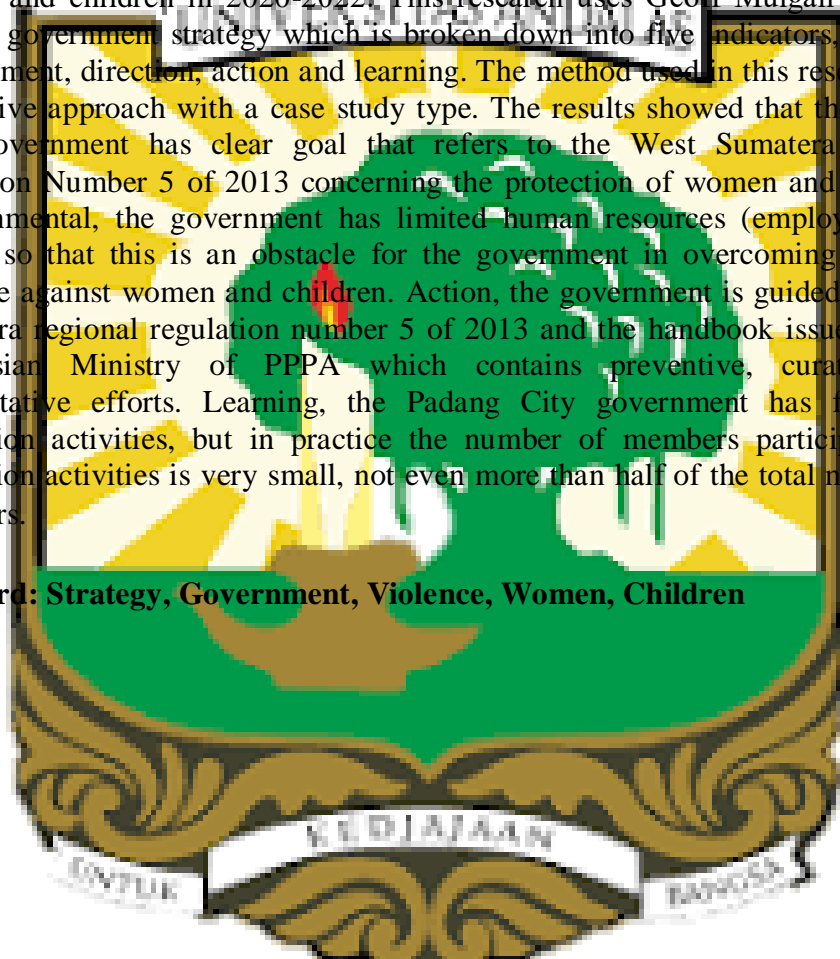 and children in 2020-2022. This research uses Geoff Mulgan
UNIVERSITAS ANDALAS
government strategy which is broken down into five indicators,
ment, direction, action and learning. The method used in this res
ive approach with a case study type. The results showed that th
overnment has clear goal that refers to the West Sumatera
on Number 5 of 2013 concerning the protection of women and
nmental, the government has limited human resources (employ
so that this is an obstacle for the government in overcoming
e against women and children. Action, the government is guided
ra regional regulation number 5 of 2013 and the handbook issue
sian Ministry of PPPA which contains preventive, curat
tative efforts. Learning, the Padang City government has f
ion activities, but in practice the number of members partici
ion activities is very small, not even more than half of the total n
rs.
rd: Strategy, Government, Violence, Women, Children
KEDJAJAAN
UNTUK
BANGSA